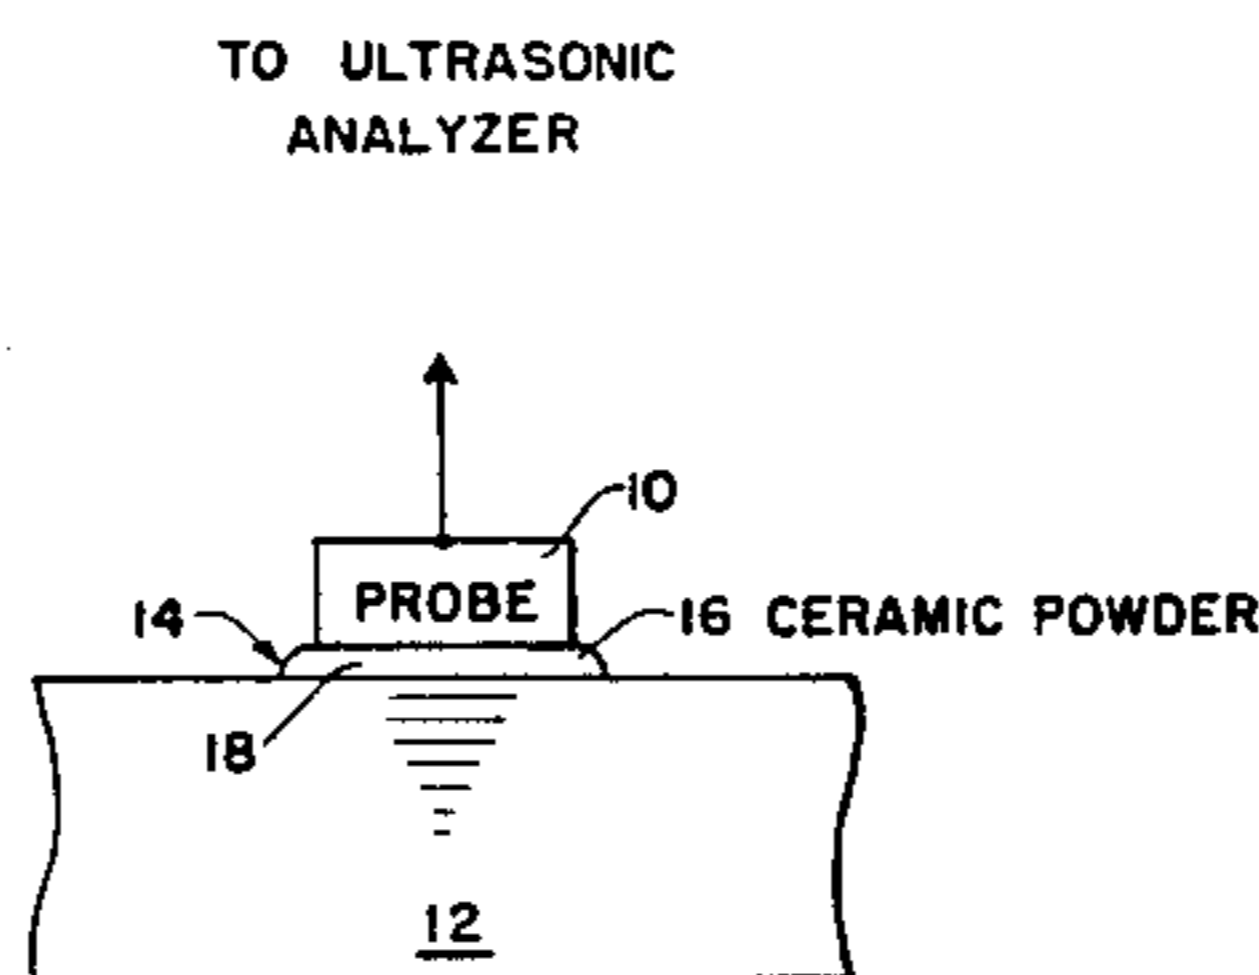 TO ULTRASONIC
ANALYZER
10
PROBE
14
16 CERAMIC POWDER
18
12